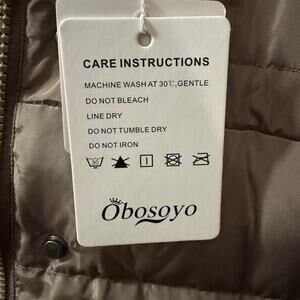 CARE INSTRUCTIONS
MACHINE WASH AT 30℃,GENTLE
DO NOT BLEACH
LINE DRY
DO NOT TUMBLE DRY
DO NOT IRON
Obosoyo